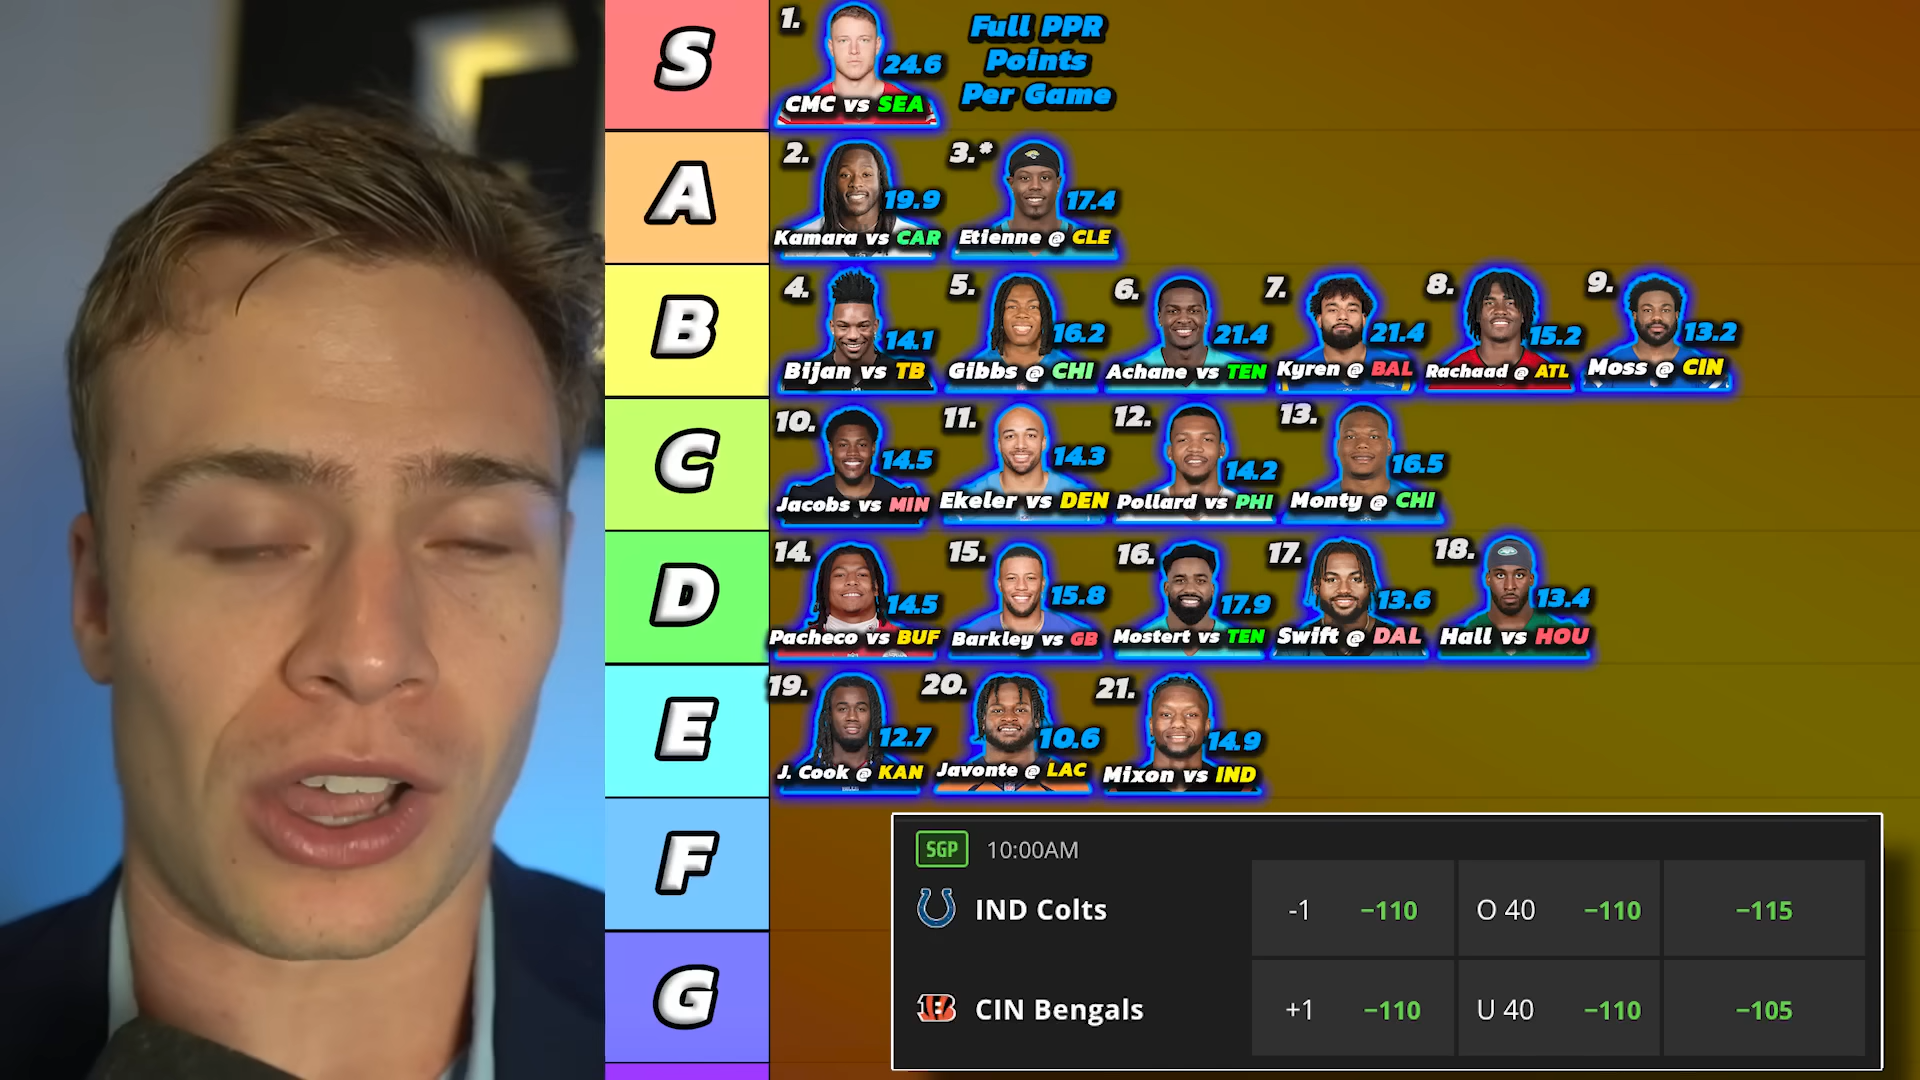 S
1.
24.6
CMC vs SEA
Full PPR
Points
Per Game
A
2.
19.9
Kamara vs CAR
3.*
17.4
Etienne @ CLE
B
4.
14.1
Bijan vs TB
5.
16.2
Gibbs @ CHI
6.
21.4
Achane vs TEN
7.
21.4
Kyren @ BAL
8.
15.2
Rachaad @ ATL
9.
13.2
Moss @ CIN
C
10.
14.5
Jacobs vs MIN
11.
14.3
Ekeler vs DEN
12.
14.2
Pollard vs PHI
13.
16.5
Monty @ CHI
D
14.
14.5
Pacheco vs BUF
15.
15.8
Barkley vs GB
16.
17.9
Mostert vs TEN
17.
13.6
Swift @ DAL
18.
13.4
Hall vs HOU
E
19.
12.7
J. Cook @ KAN
20.
10.6
Javonte @ LAC
21.
14.9
Mixon vs IND
F
G
SGP 10:00AM
IND Colts -1 −110 O 40 −110 −115
CIN Bengals +1 −110 U 40 −110 −105